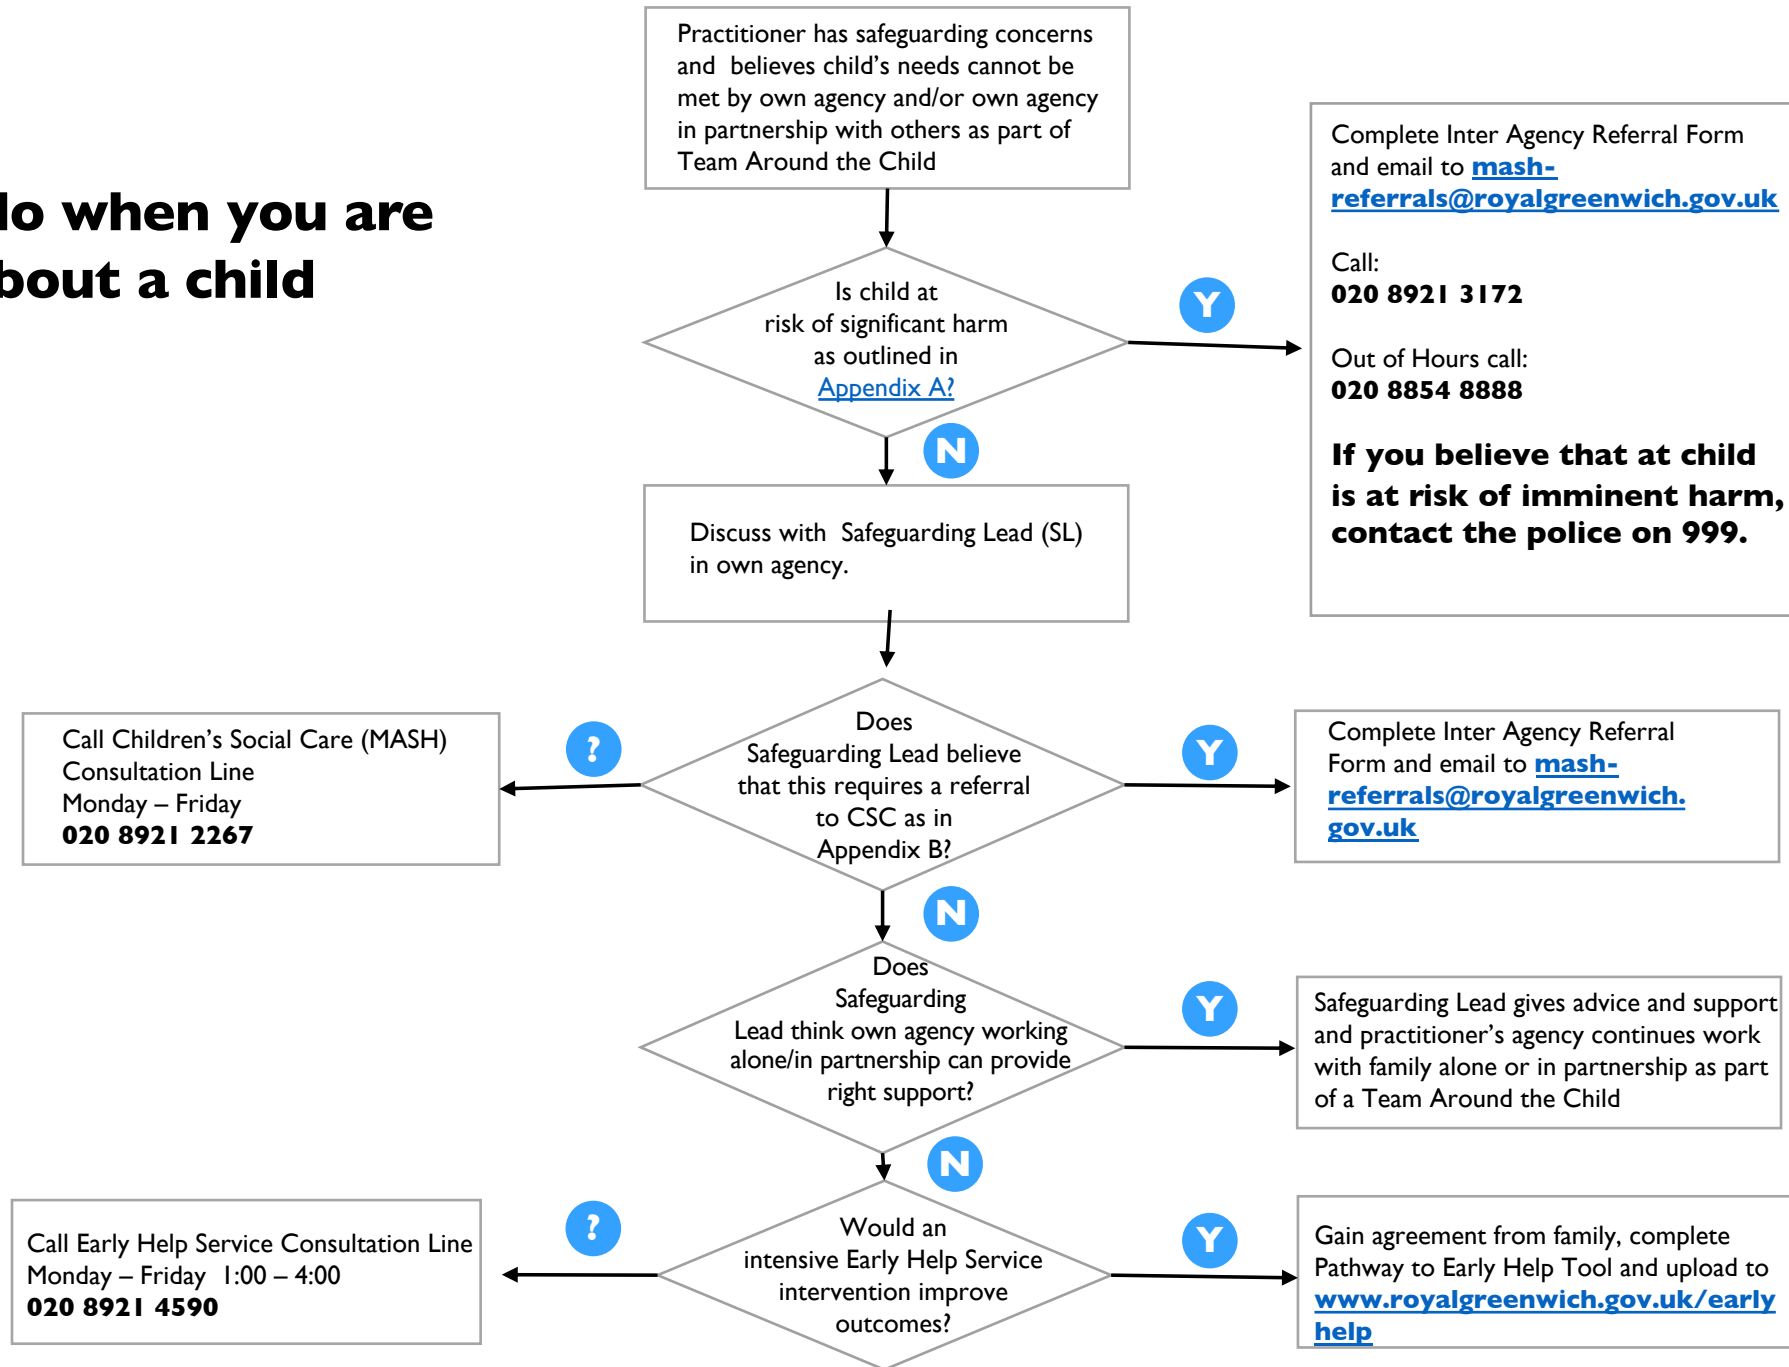 Practitioner has safeguarding concerns
and believes child's needs cannot be
met by own agency and/or own agency
in partnership with others as part of
Team Around the Child
when you are
a child
Is child at
risk of significant harm
as outlined in
Appendix A?
Y
Complete Inter Agency Referral Form
and email to mash-
referrals@royalgreenwich.gov.uk
Call:
020 8921 3172
Out of Hours call:
020 8854 8888
If you believe that at child
is at risk of imminent harm,
contact the police on 999.
N
Discuss with Safeguarding Lead (SL)
in own agency.
Does
Safeguarding Lead believe
that this requires a referral
to CSC as in
Appendix B?
?
Call Children's Social Care (MASH)
Consultation Line
Monday – Friday
020 8921 2267
Y
Complete Inter Agency Referral
Form and email to mash-
referrals@royalgreenwich.
gov.uk
N
Does
Safeguarding
Lead think own agency working
alone/in partnership can provide
right support?
Y
Safeguarding Lead gives advice and support
and practitioner's agency continues work
with family alone or in partnership as part
of a Team Around the Child
N
Would an
intensive Early Help Service
intervention improve
outcomes?
?
Call Early Help Service Consultation Line
Monday – Friday 1:00 – 4:00
020 8921 4590
Y
Gain agreement from family, complete
Pathway to Early Help Tool and upload to
www.royalgreenwich.gov.uk/early
help